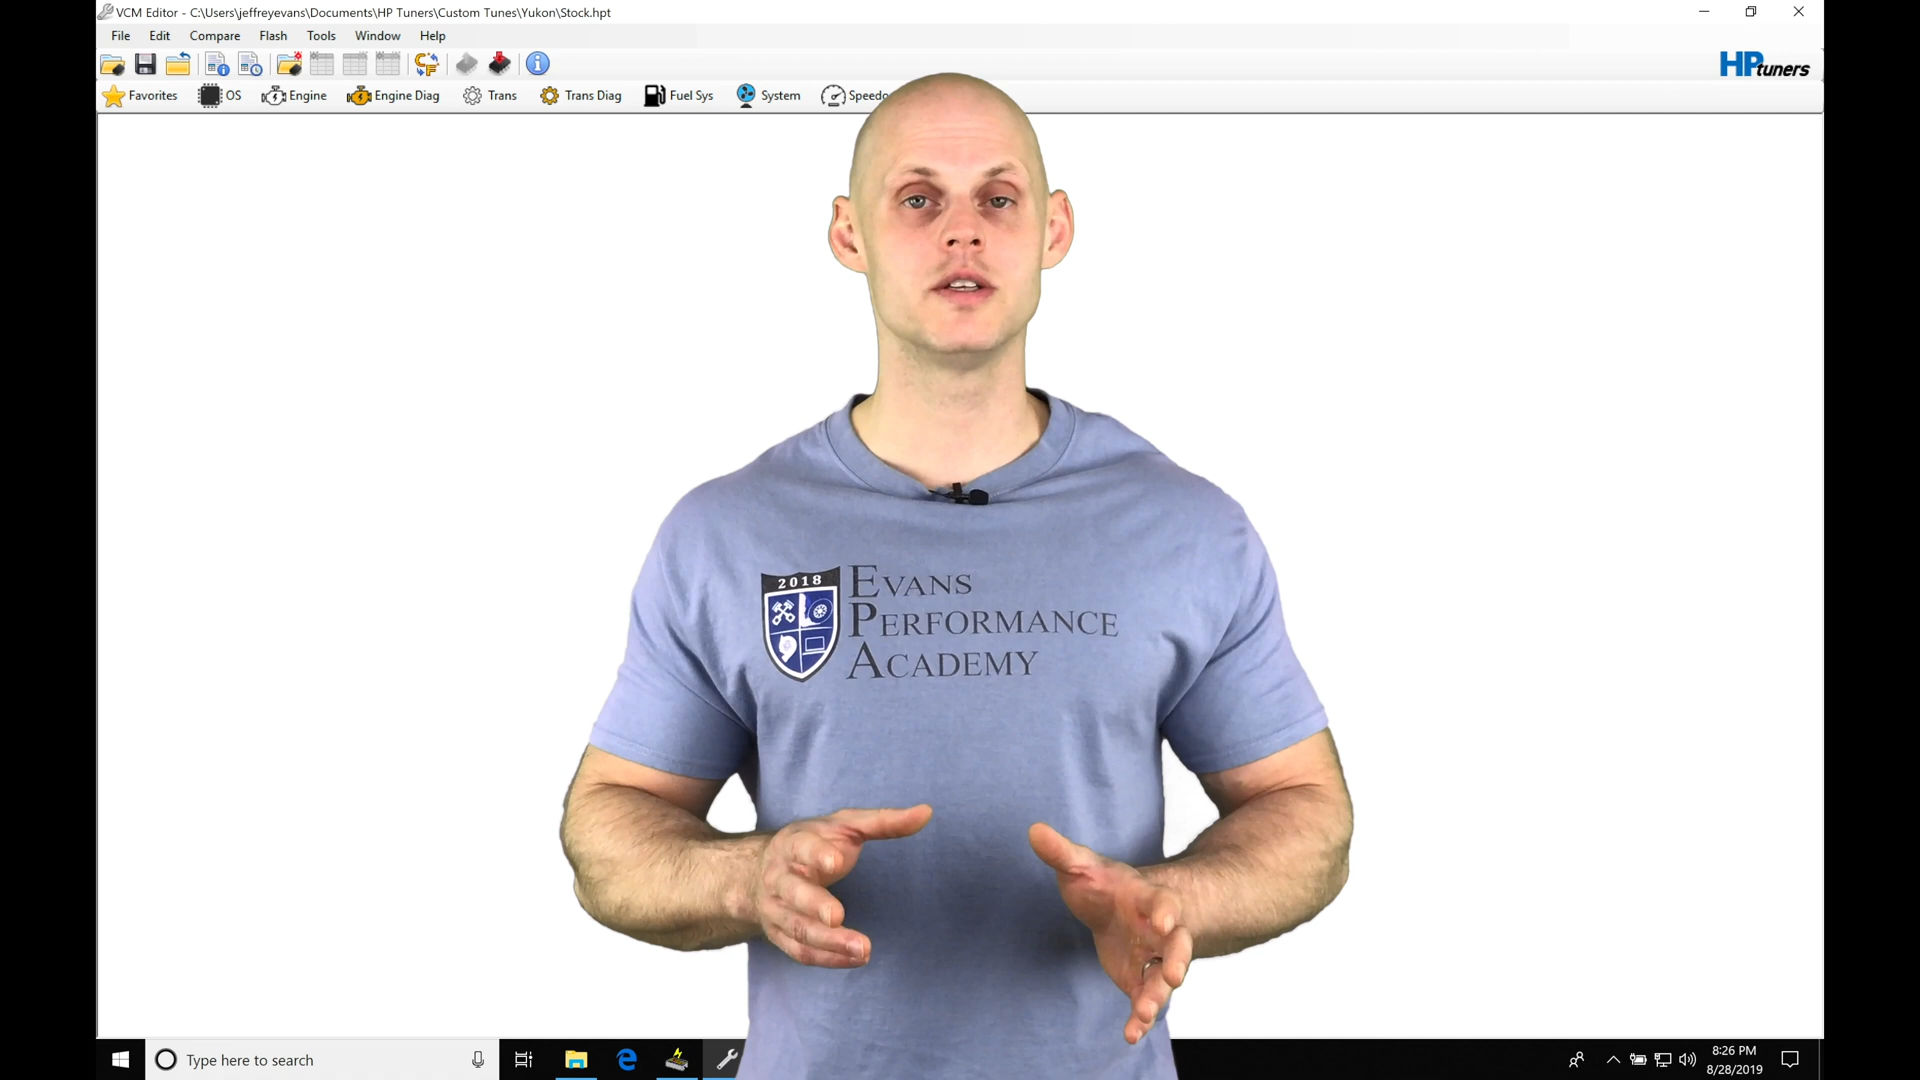 VCM Editor - C:\Users\jeffreyevans\Documents\HP Tuners\Custom Tunes\Yukon\Stock.hpt
File Edit Compare Flash Tools Window Help
HPtuners
Favorites OS Engine Engine Diag Trans Trans Diag Fuel Sys System
2018
EVANS
PERFORMANCE
ACADEMY
Type here to search
8:26 PM
8/28/2019